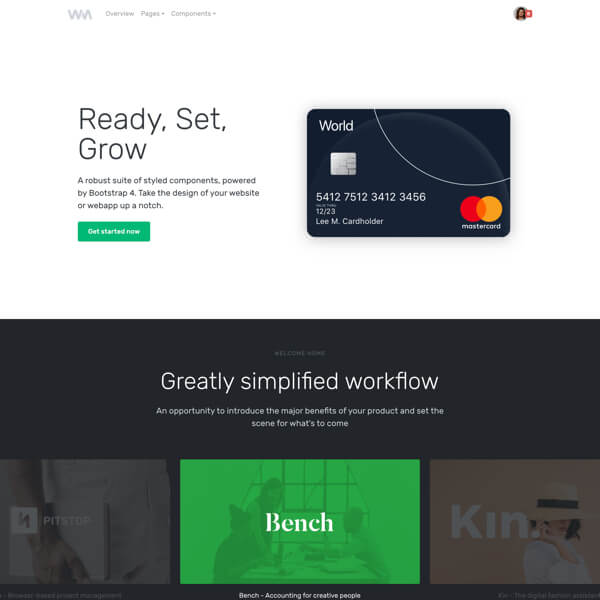 WM
Overview Pages Components
Ready, Set,
Grow
A robust suite of styled components, powered
by Bootstrap 4. Take the design of your website
or webapp up a notch.
Get started now
World
5412 7512 3412 3456
VALID THRU
12/23
Lee M. Cardholder
mastercard
WELCOME HOME
Greatly simplified workflow
An opportunity to introduce the major benefits of your product and set the
scene for what's to come
PITSTOP
Bench
Kin
- Browser-based project management
Bench - Accounting for creative people
Kin - The digital fashion assistant